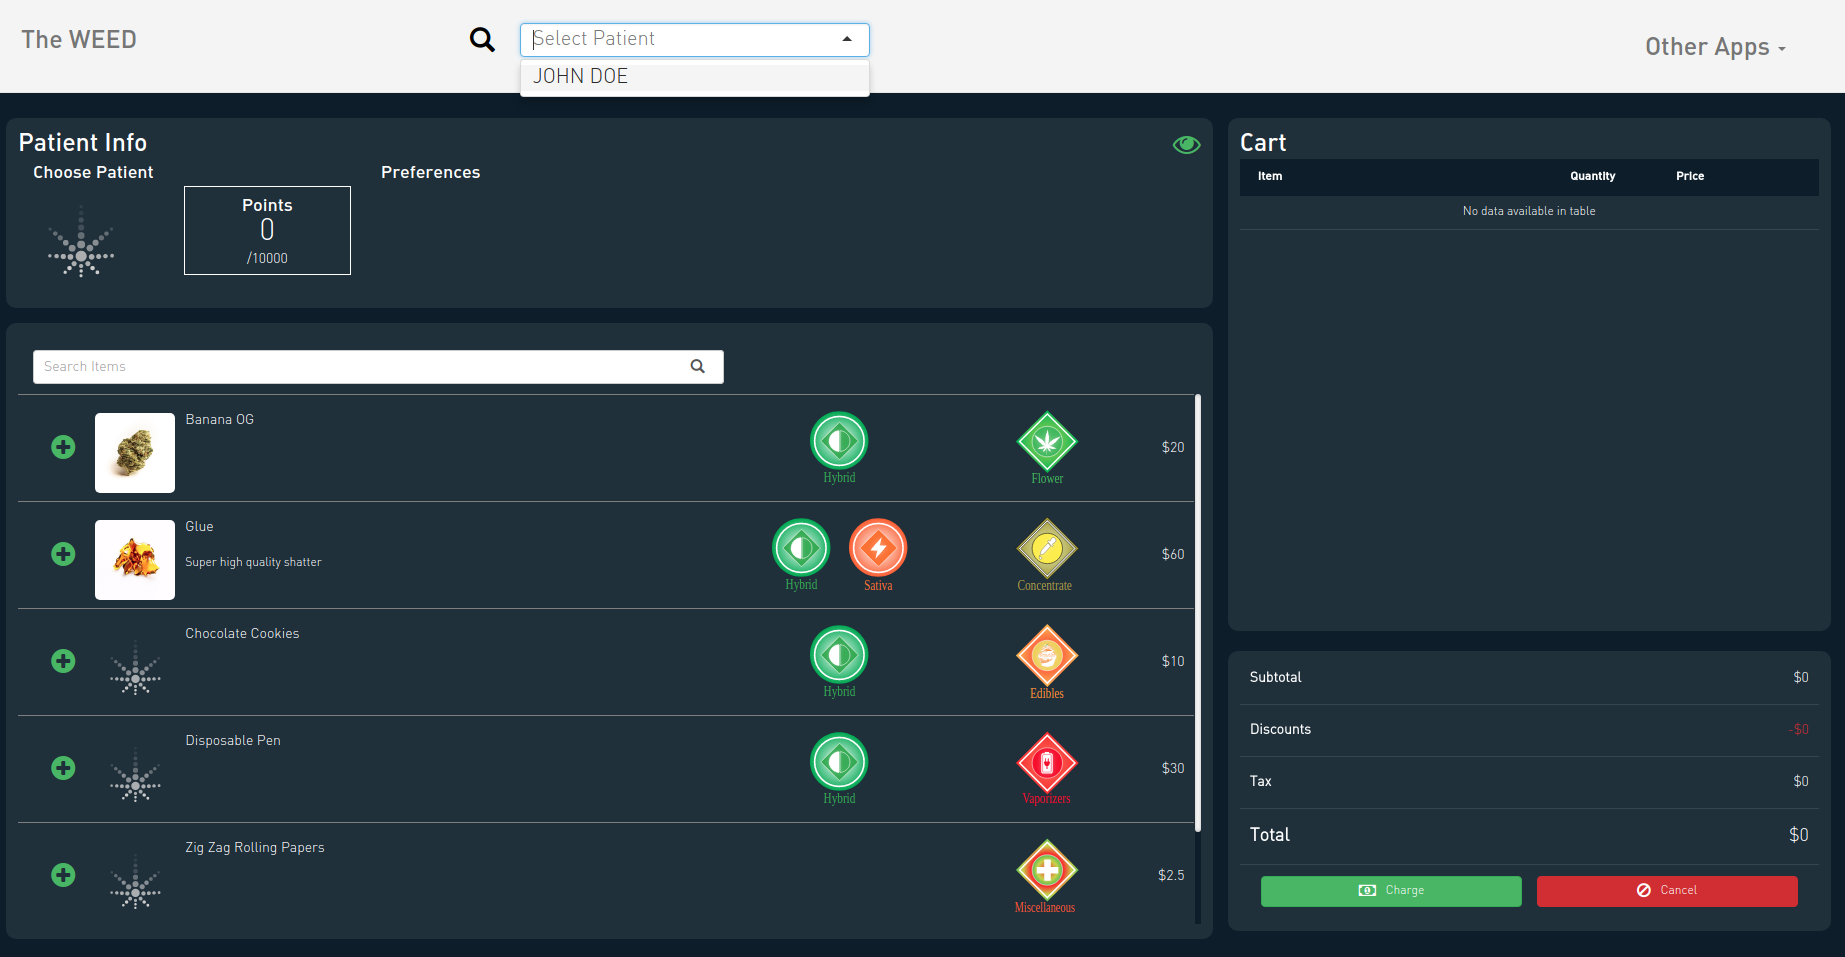 The WEED
Select Patient
JOHN DOE
Other Apps
Patient Info
Choose Patient
Preferences
Points
0
/10000
Search Items
Banana OG
Hybrid
Flower
$20
Glue
Super high quality shatter
Hybrid
Sativa
Concentrate
$60
Chocolate Cookies
Hybrid
Edibles
$10
Disposable Pen
Hybrid
Vaporizers
$30
Zig Zag Rolling Papers
Miscellaneous
$2.5
Cart
Item Quantity Price
No data available in table
Subtotal $0
Discounts -$0
Tax $0
Total $0
Charge
Cancel